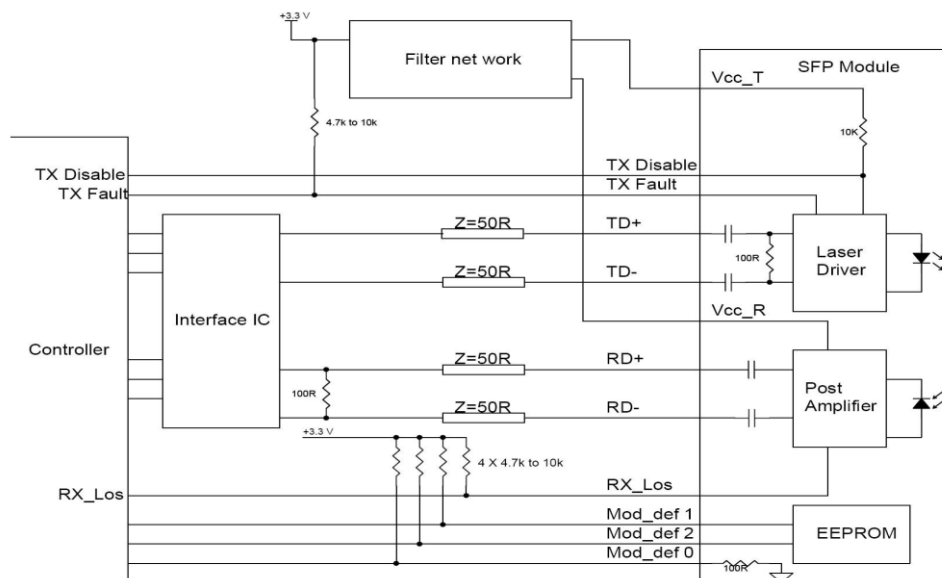 +3.3 V
Filter net work
SFP Module
Vcc_T
4.7k to 10k
10K
TX Disable
TX Disable
TX Fault
TX Fault
Z=50R
TD+
100R
Laser
Driver
Z=50R
TD-
Interface IC
Vcc_R
Controller
Z=50R
RD+
100R
Post
Amplifier
Z=50R
RD-
+3.3 V
4 X 4.7k to 10k
RX_Los
RX_Los
Mod_def 1
Mod_def 2
EEPROM
Mod_def 0
100R